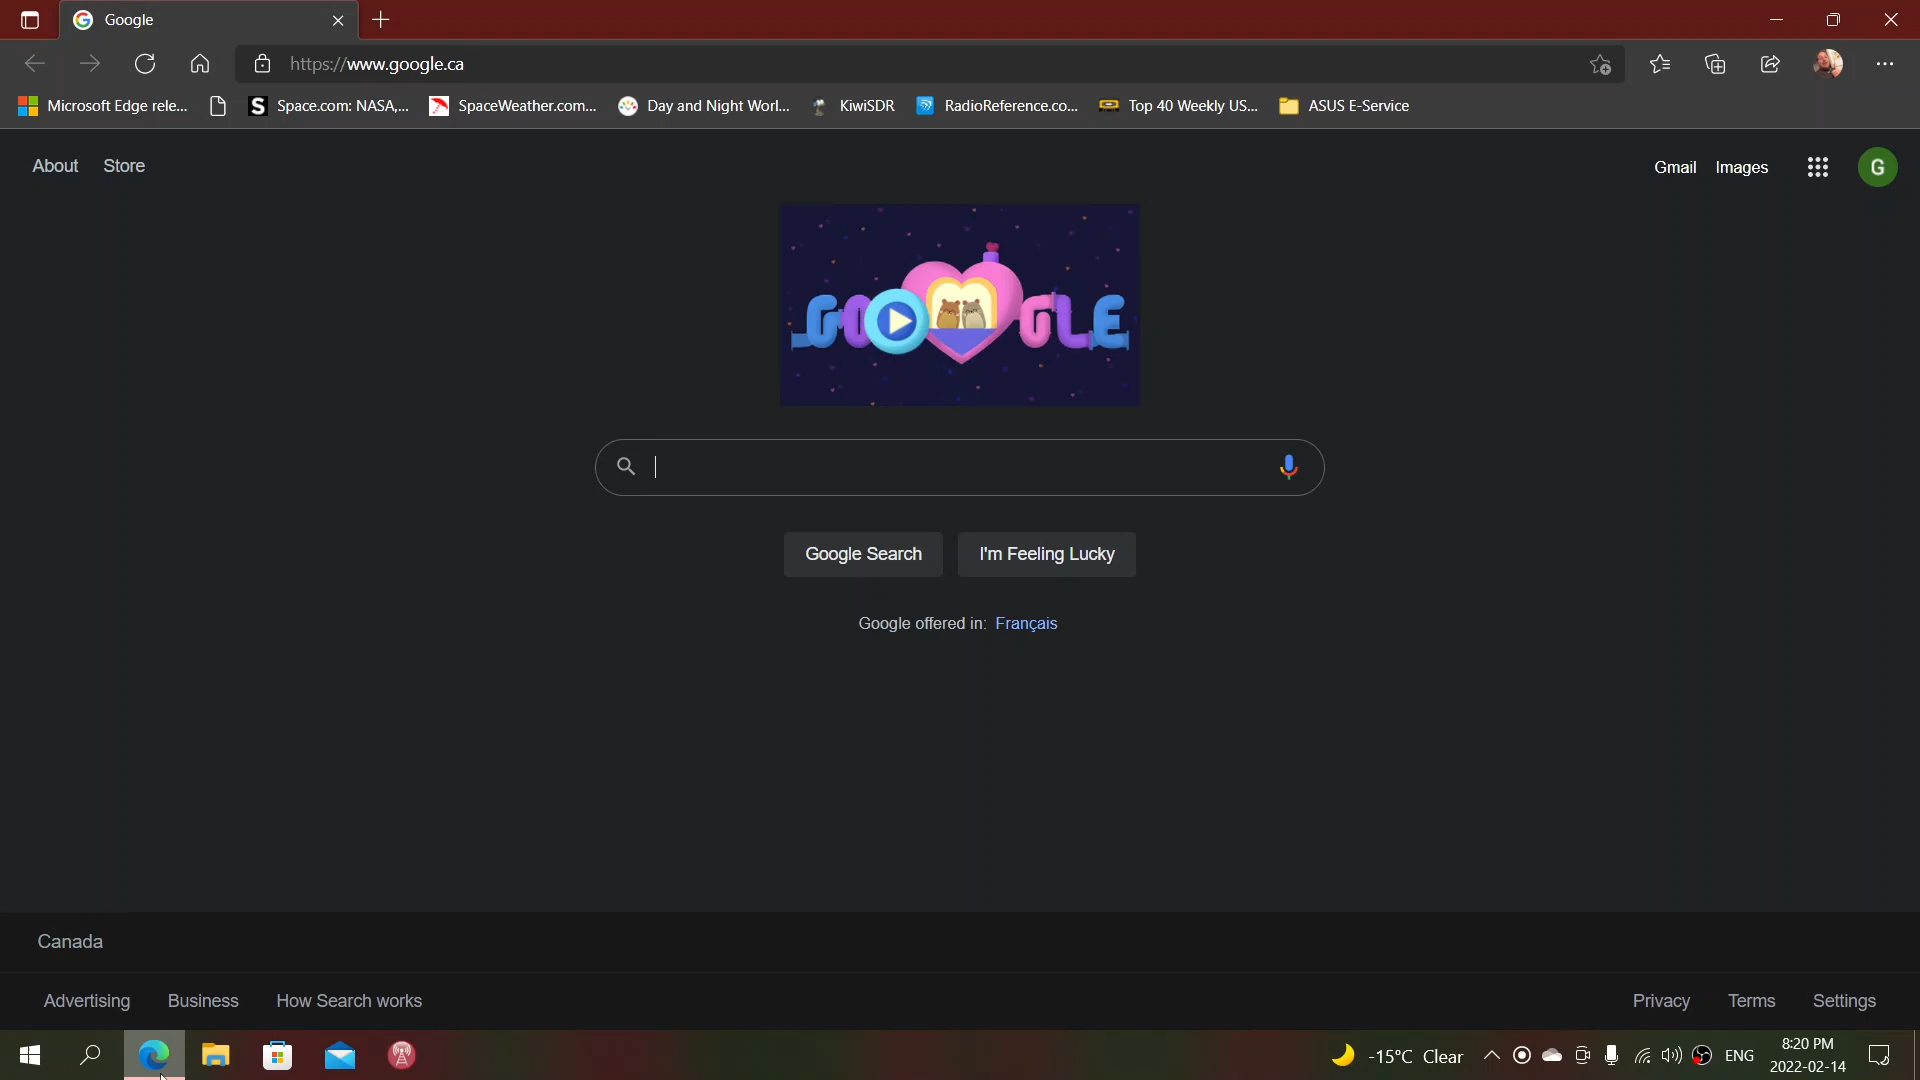 Google
https://www.google.ca
Microsoft Edge rele...
Space.com: NASA,...
SpaceWeather.com...
Day and Night Worl...
KiwiSDR
RadioReference.co...
Top 40 Weekly US...
ASUS E-Service
About Store
Gmail Images
G
GOOGLE
Google Search
I'm Feeling Lucky
Google offered in: Français
Canada
Advertising Business How Search works
Privacy Terms Settings
-15°C Clear
ENG
8:20 PM
2022-02-14